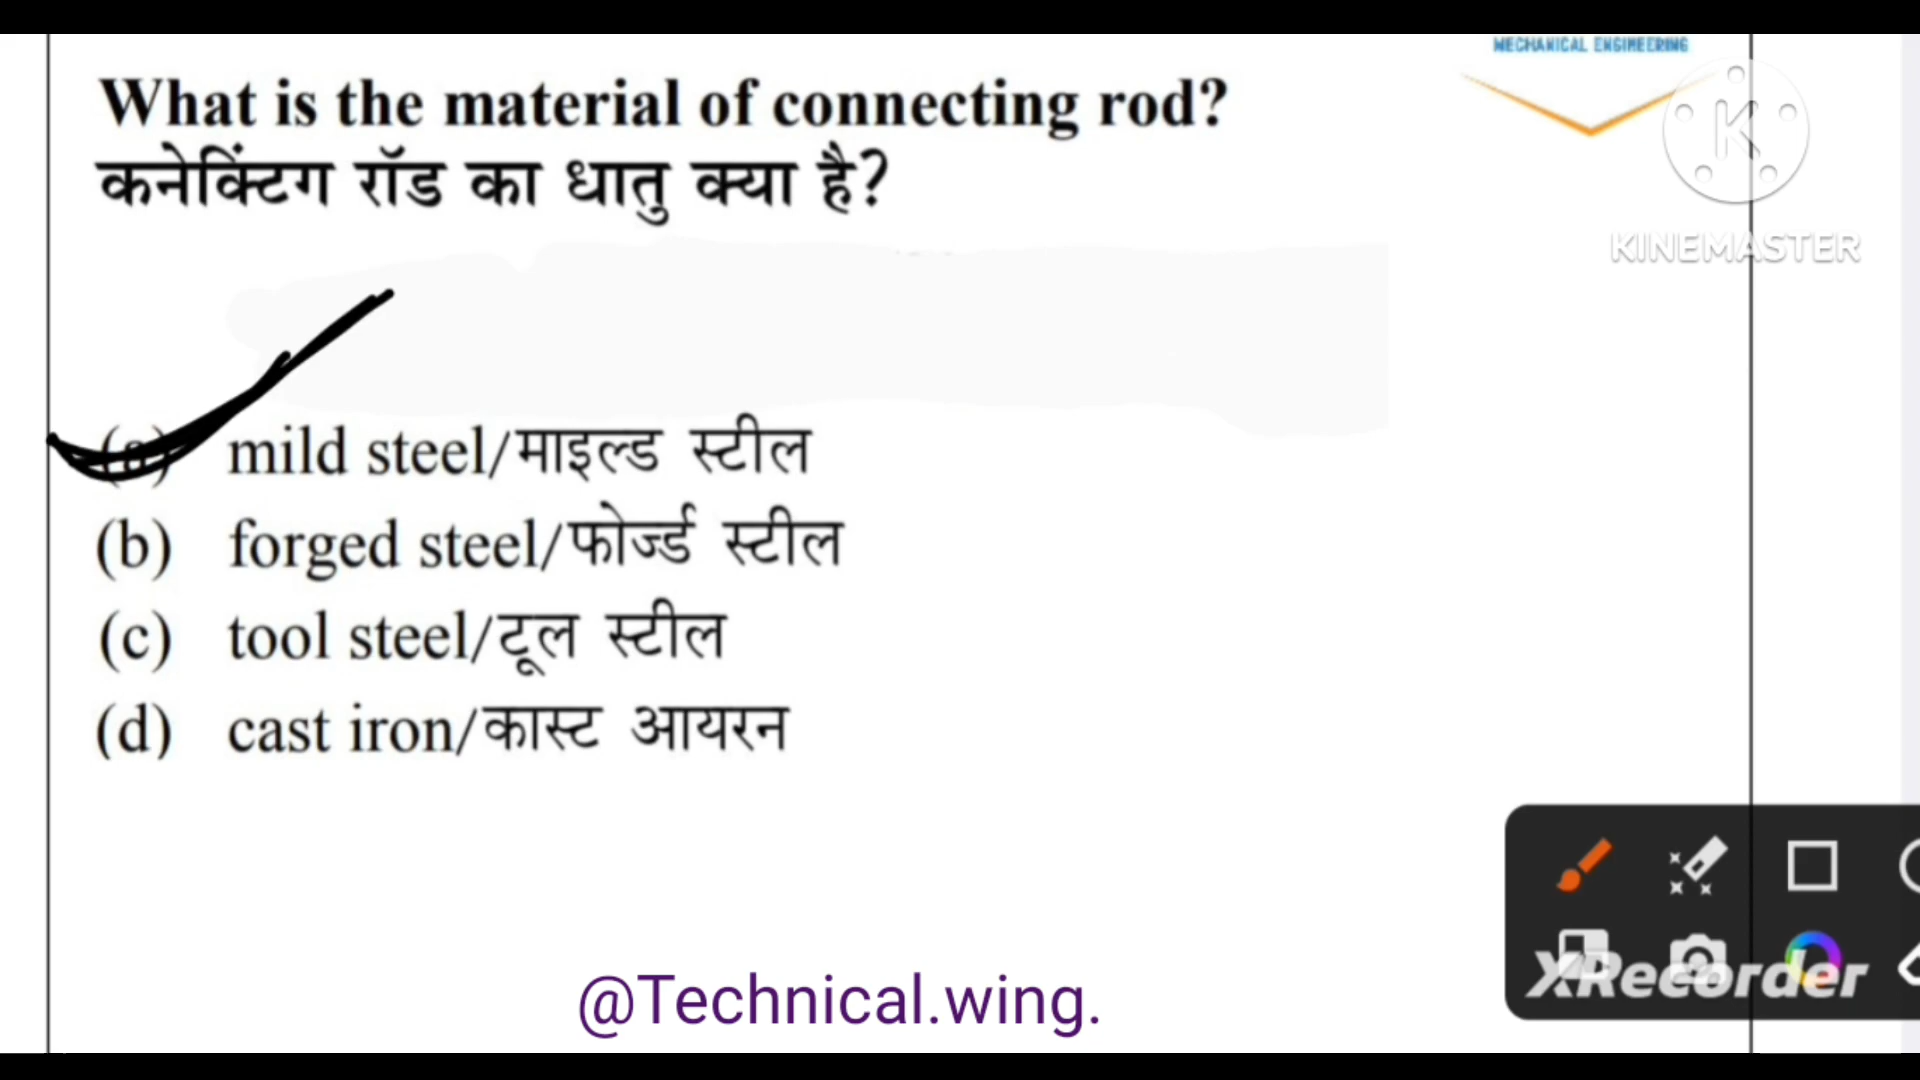 MECHANICAL ENGINEERING
What is the material of connecting rod?
कनेक्टिंग रॉड का धातु क्या है?
K
KINEMASTER
(a) mild steel/माइल्ड स्टील
(b) forged steel/फोर्ज्ड स्टील
(c) tool steel/टूल स्टील
(d) cast iron/कास्ट आयरन
XRecorder
@Technical.wing.